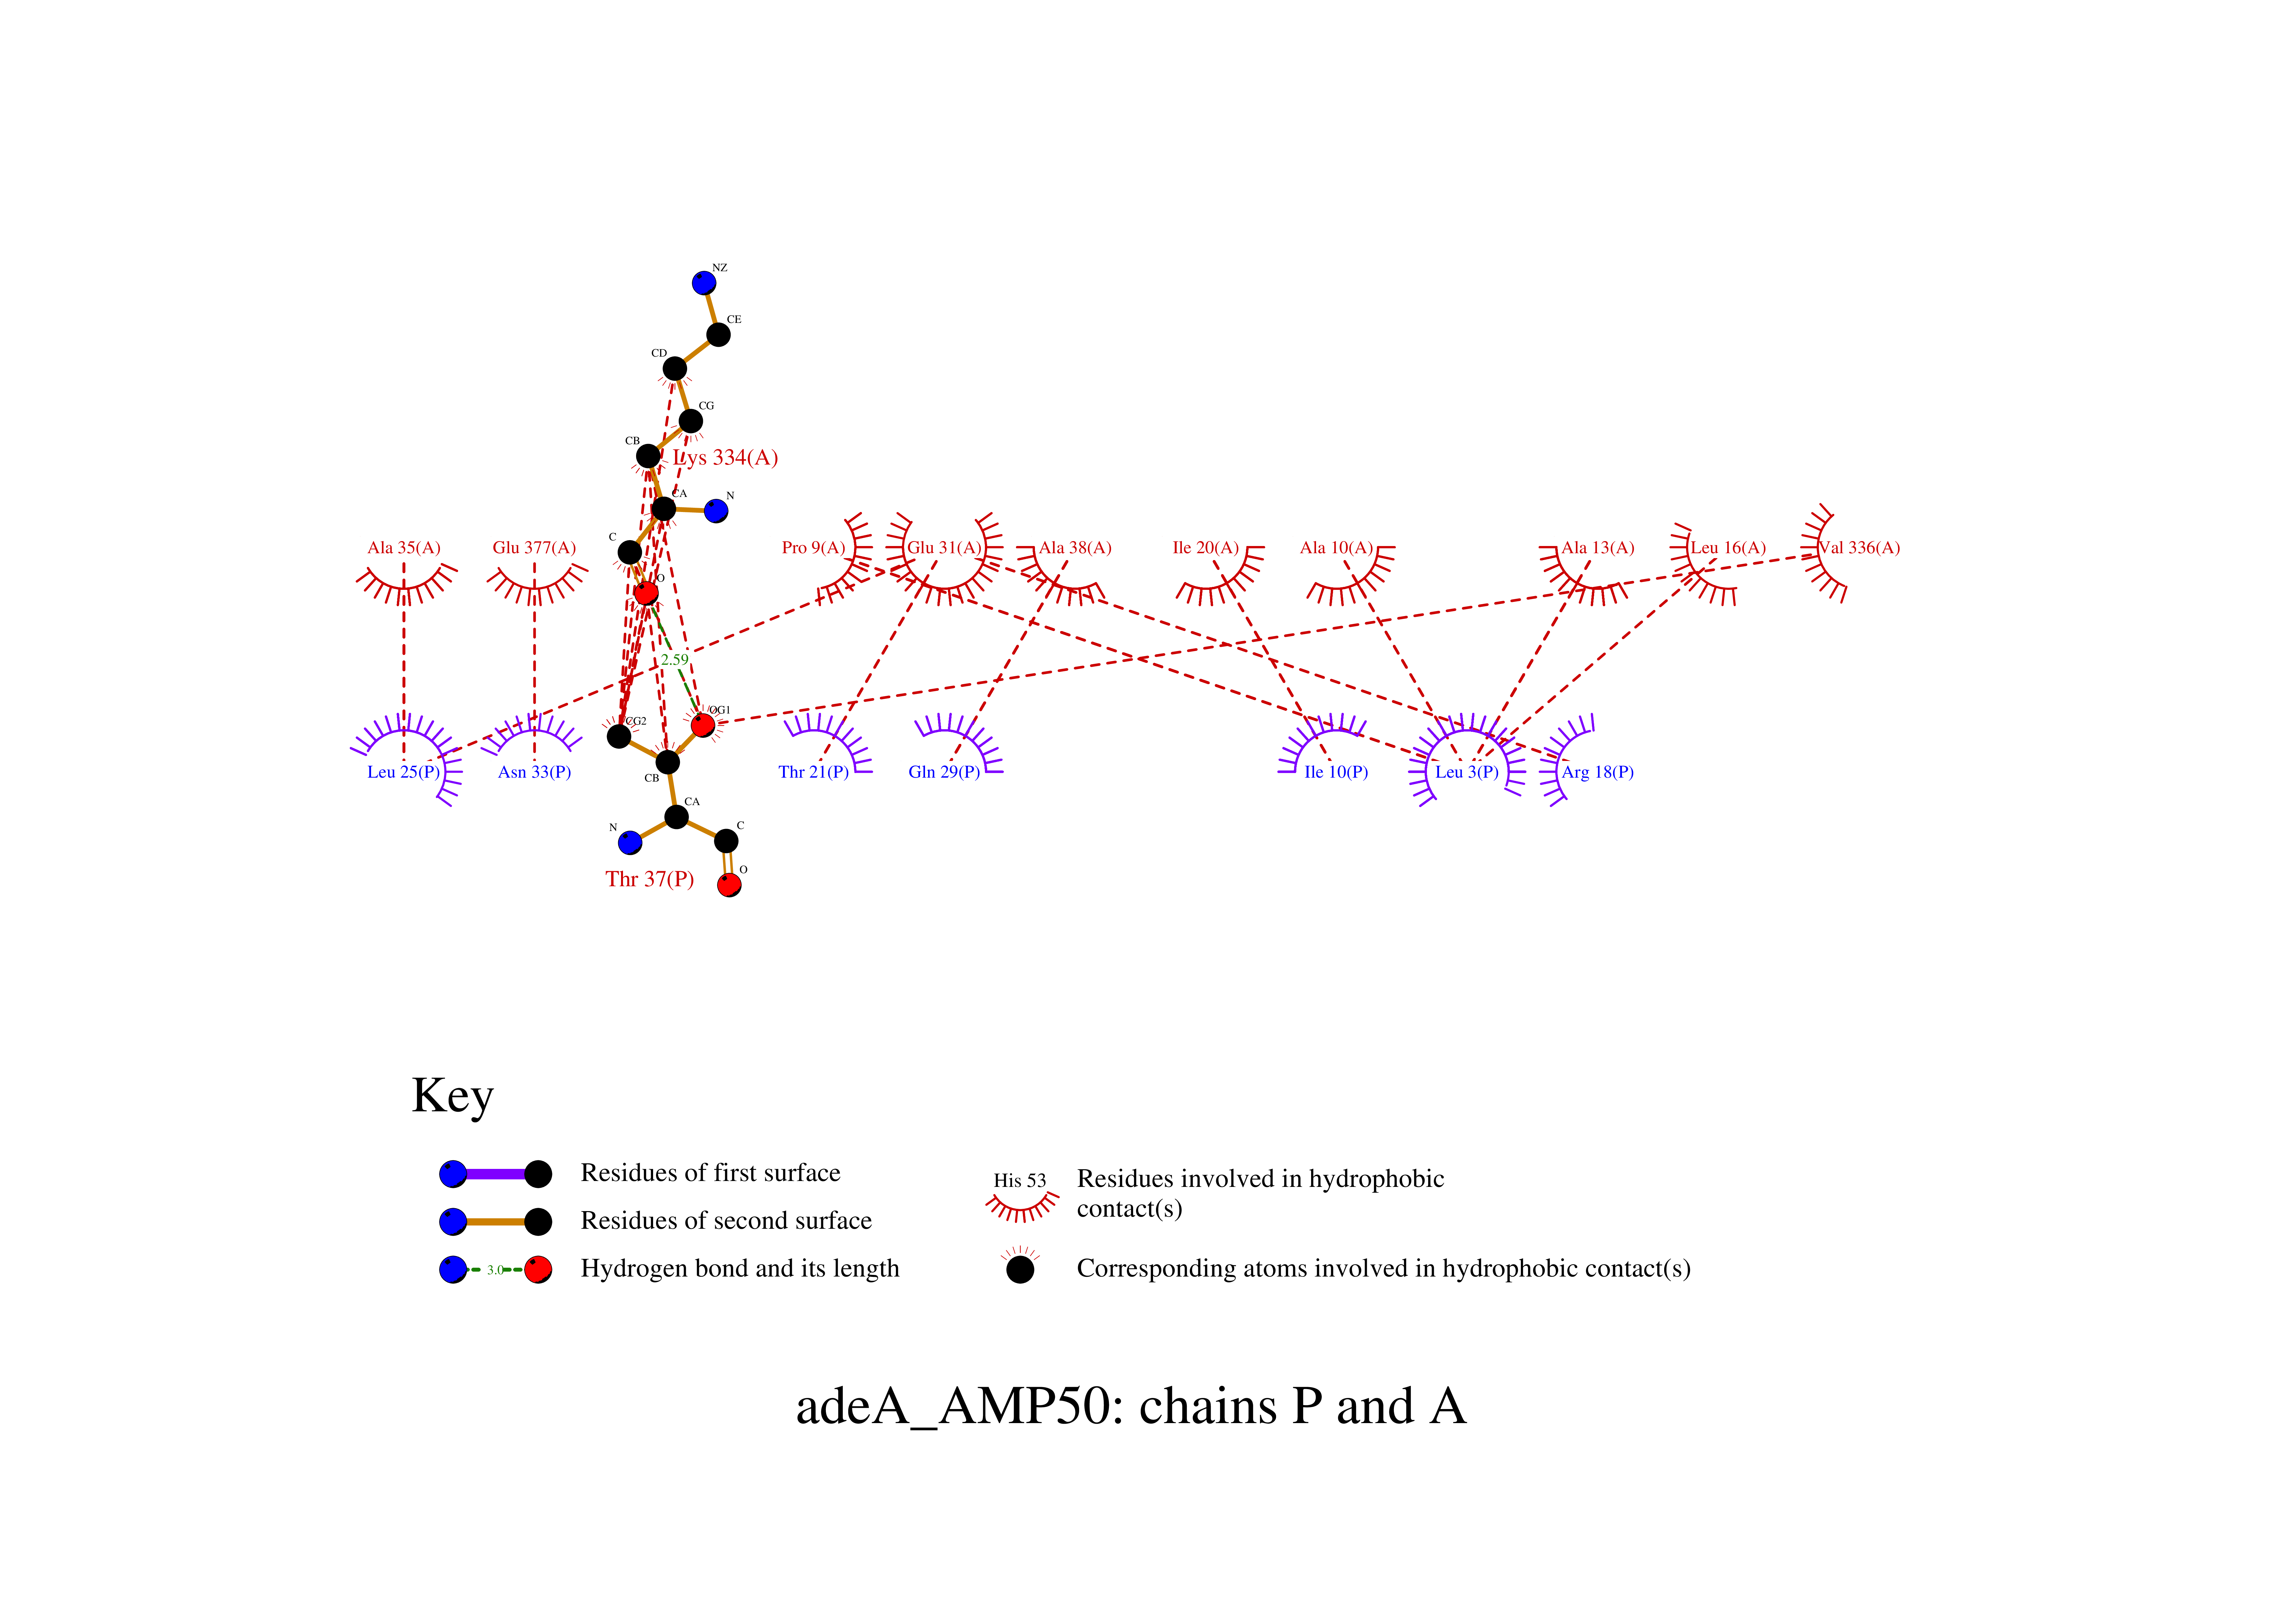 NZ
CE
CD
CG
CB
Lys 334(A)
CA
N
C
O
Ala 35(A) Glu 377(A) Pro 9(A) Glu 31(A) Ala 38(A) Ile 20(A) Ala 10(A) Ala 13(A) Leu 16(A) Val 336(A)
2.59
OG1
CG2
Leu 25(P) Asn 33(P) Thr 21(P) Gln 29(P) Ile 10(P) Leu 3(P) Arg 18(P)
CB
CA
N
C
O
Thr 37(P)
Key
Residues of first surface
Residues of second surface
3.0 Hydrogen bond and its length
His 53 Residues involved in hydrophobic
contact(s)
Corresponding atoms involved in hydrophobic contact(s)
adeA_AMP50: chains P and A